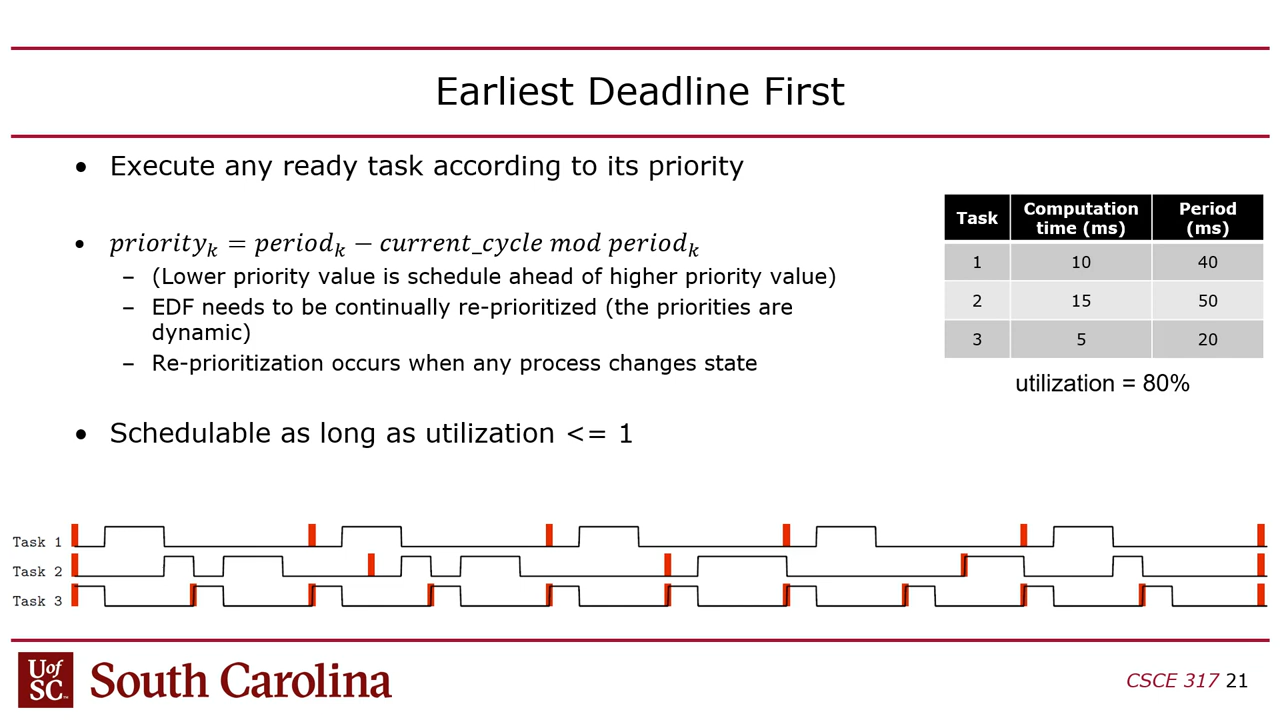 Earliest Deadline First
• Execute any ready task according to its priority
• priorityₖ = periodₖ − current_cycle mod periodₖ
– (Lower priority value is schedule ahead of higher priority value)
– EDF needs to be continually re-prioritized (the priorities are
dynamic)
– Re-prioritization occurs when any process changes state
• Schedulable as long as utilization <= 1
Task Computation time (ms) Period (ms)
1 10 40
2 15 50
3 5 20
utilization = 80%
Task 1
Task 2
Task 3
UofSC South Carolina
CSCE 317 21